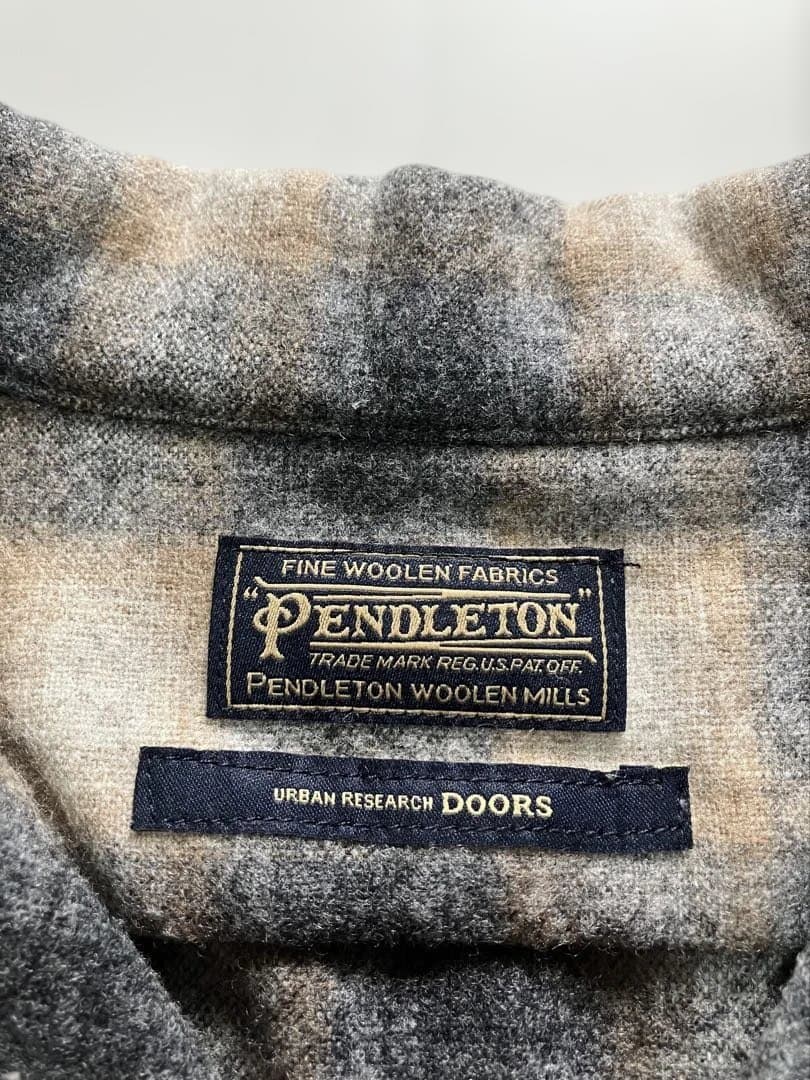 FINE WOOLEN FABRICS
"PENDLETON"
TRADE MARK REG.U.S.PAT.OFF.
PENDLETON WOOLEN MILLS
URBAN RESEARCH DOORS